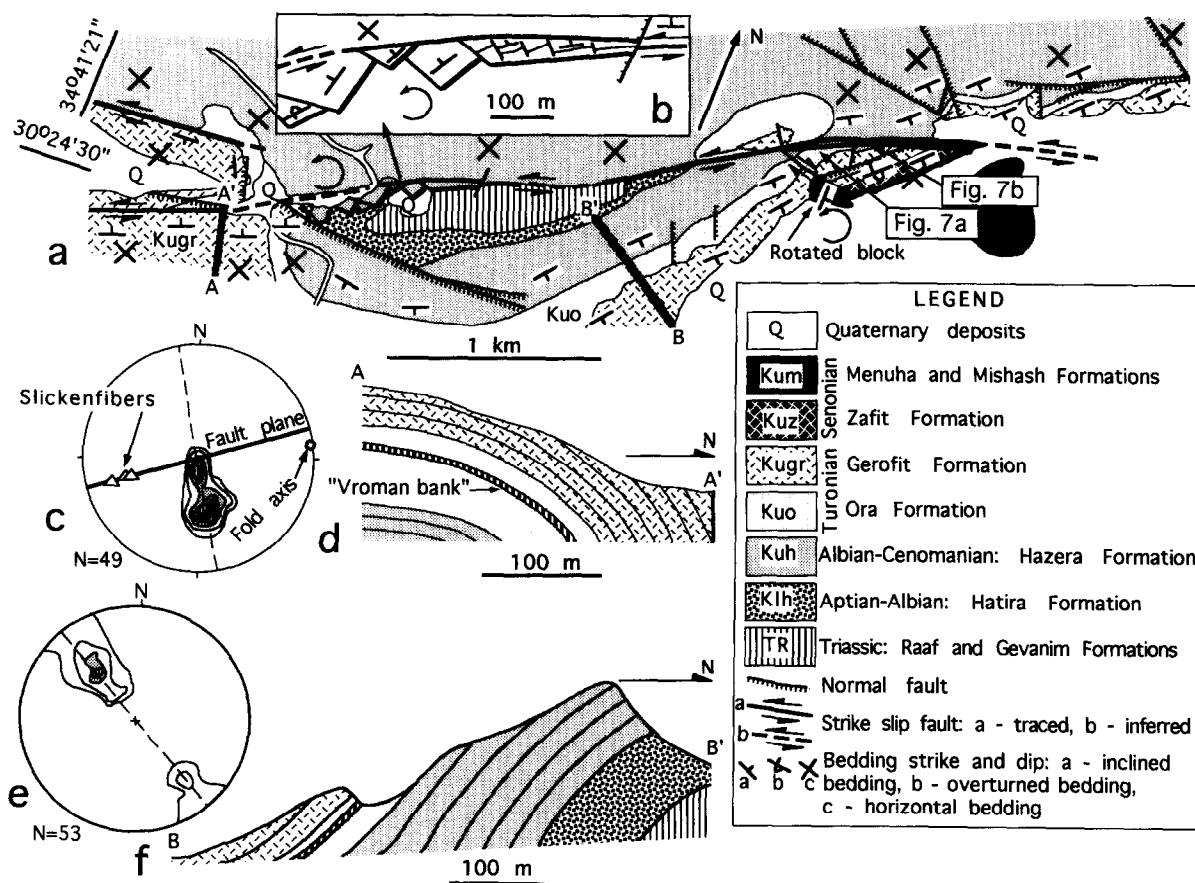 34°41'21"
30°24'30"
a
b
100 m
N
Q
Q
Q
Q
Q
A'
A
Kugr
B'
B
Kuo
Fig. 7b
Fig. 7a
Rotated block
1 km
c
N
Slickenfibers
Fault plane
Fold axis
N=49
d
A
N
A'
"Vroman bank"
100 m
e
N
N=53
f
B
N
B'
100 m
LEGEND
Q Quaternary deposits
Senonian
Kum Menuha and Mishash Formations
Kuz Zafit Formation
Turonian
Kugr Gerofit Formation
Kuo Ora Formation
Kuh Albian-Cenomanian: Hazera Formation
Klh Aptian-Albian: Hatira Formation
TR Triassic: Raaf and Gevanim Formations
Normal fault
a
b
Strike slip fault: a - traced, b - inferred
a b c
Bedding strike and dip: a - inclined
bedding, b - overturned bedding,
c - horizontal bedding